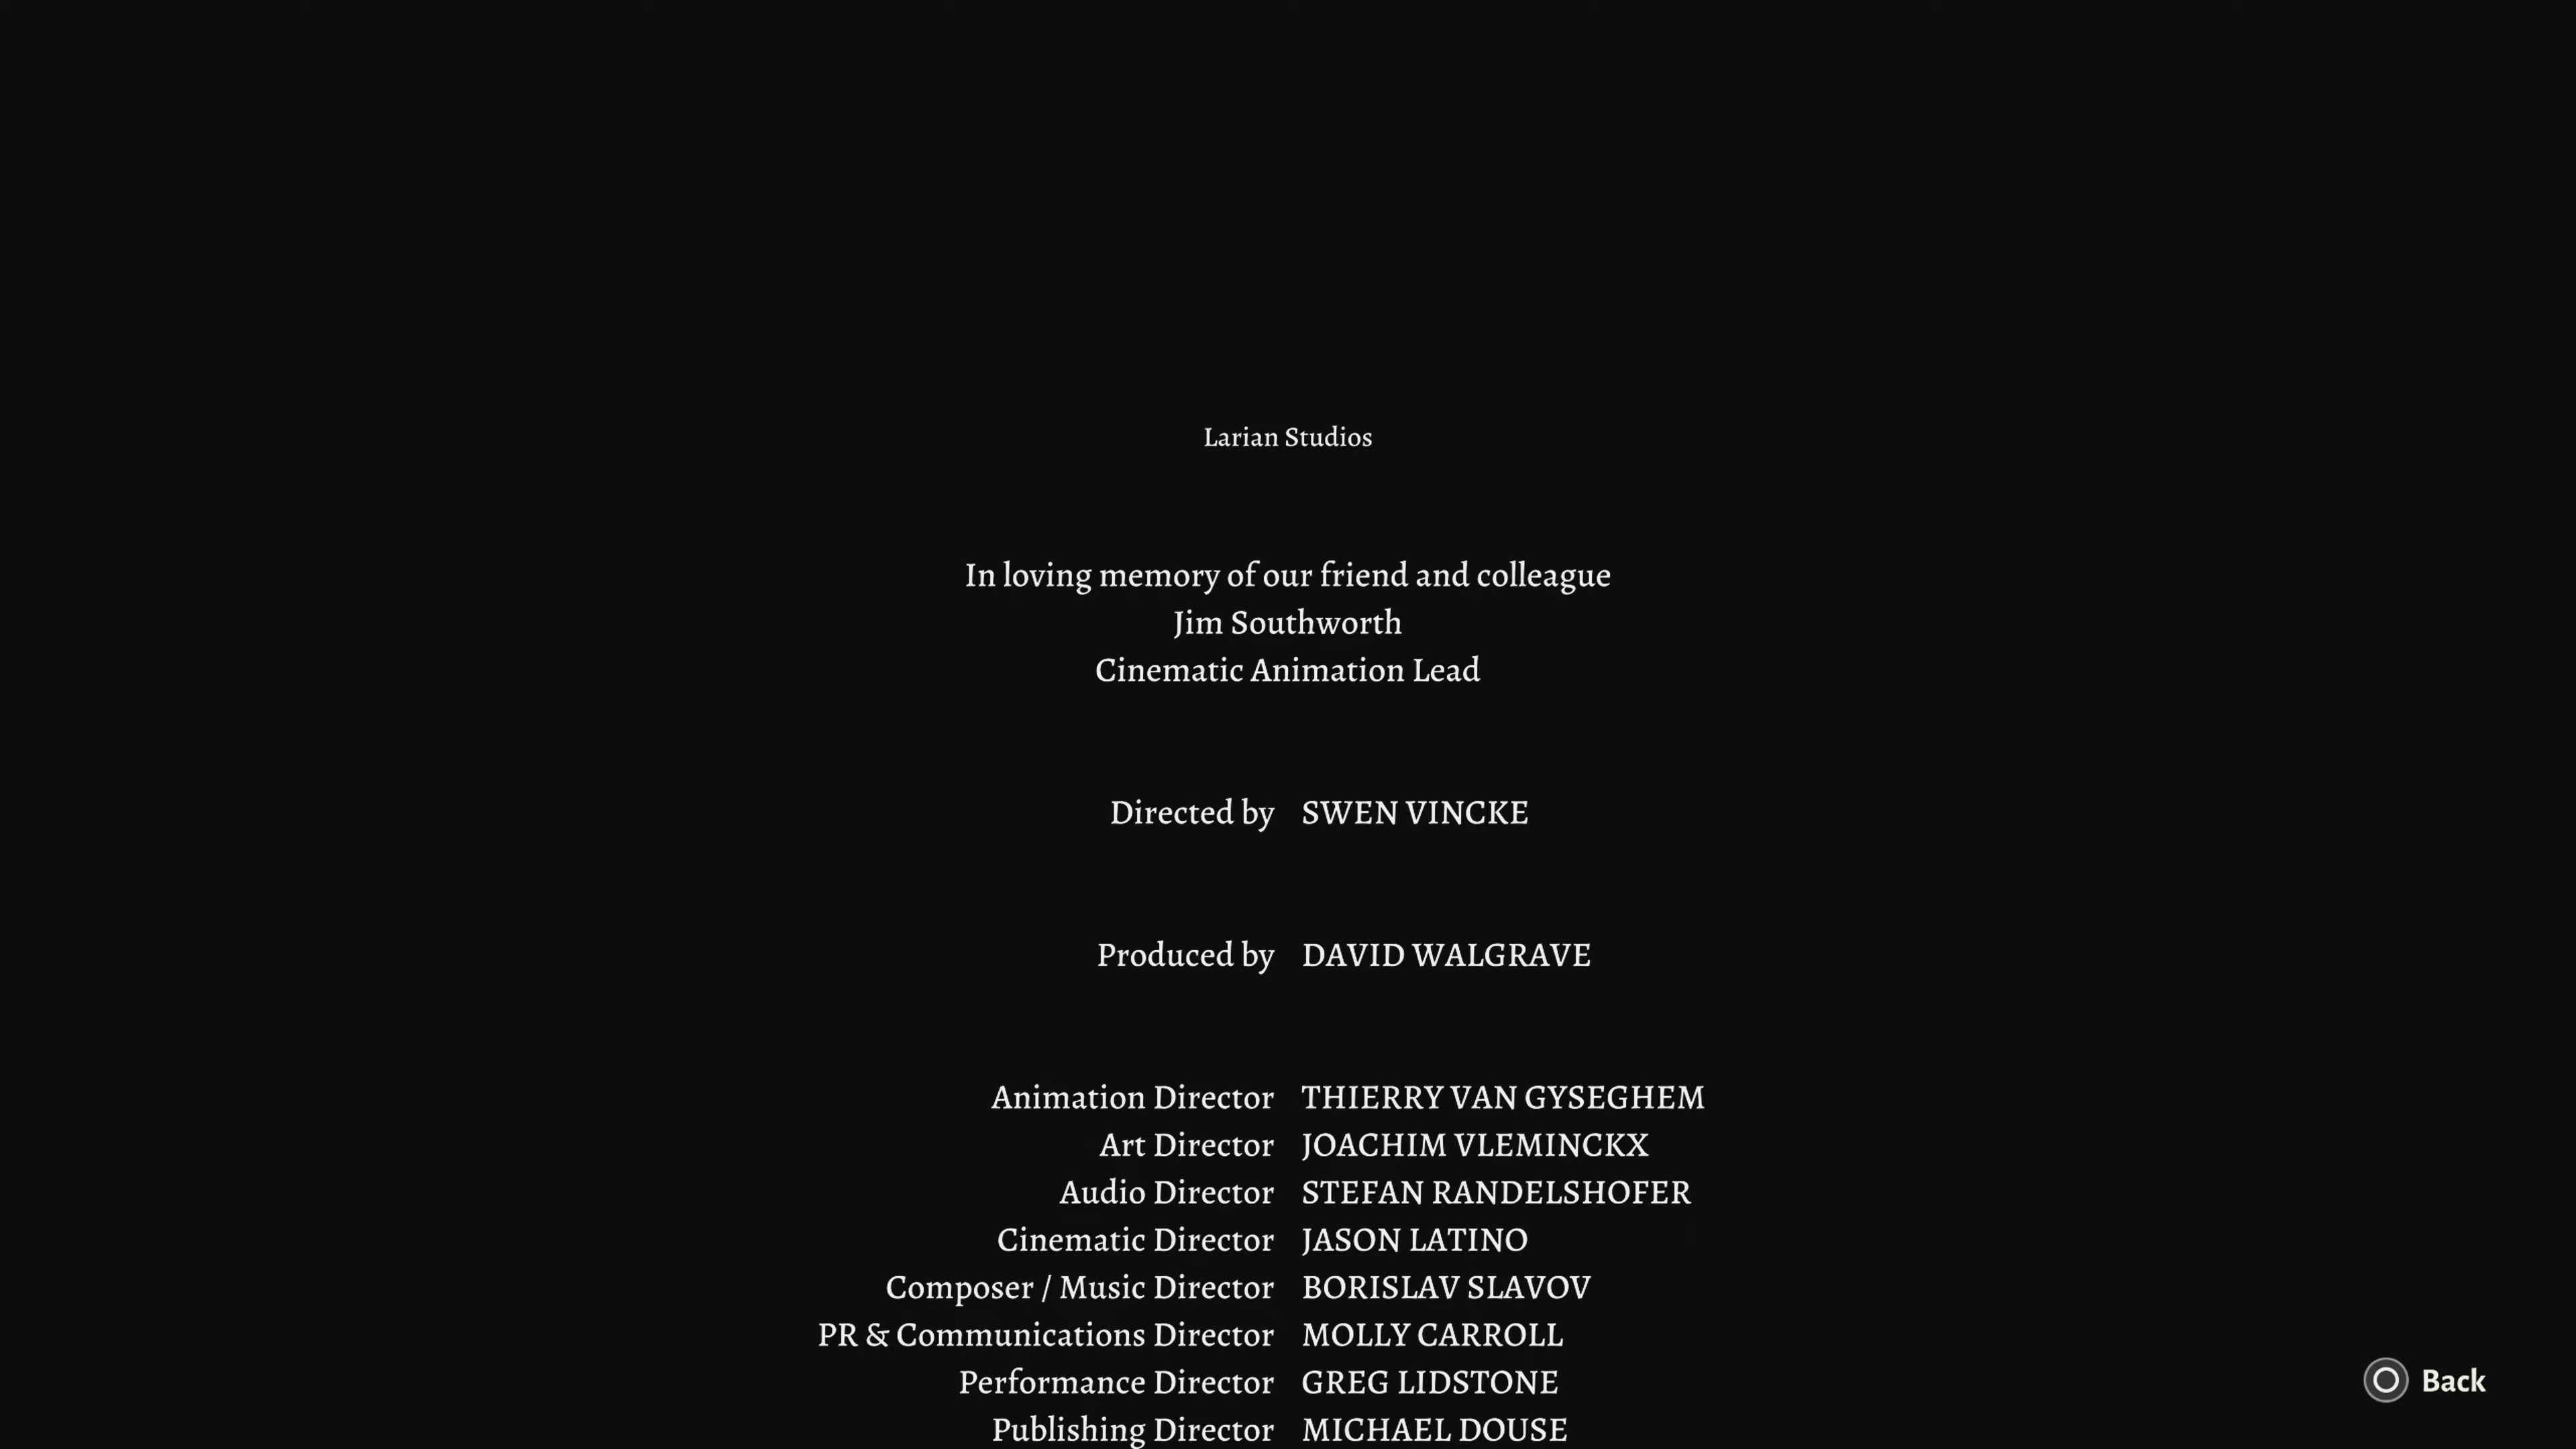 Larian Studios
In loving memory of our friend and colleague
Jim Southworth
Cinematic Animation Lead
Directed by SWEN VINCKE
Produced by DAVID WALGRAVE
Animation Director THIERRY VAN GYSEGHEM
Art Director JOACHIM VLEMINCKX
Audio Director STEFAN RANDELSHOFER
Cinematic Director JASON LATINO
Composer / Music Director BORISLAV SLAVOV
PR & Communications Director MOLLY CARROLL
Performance Director GREG LIDSTONE
Back
Publishing Director MICHAEL DOUSE